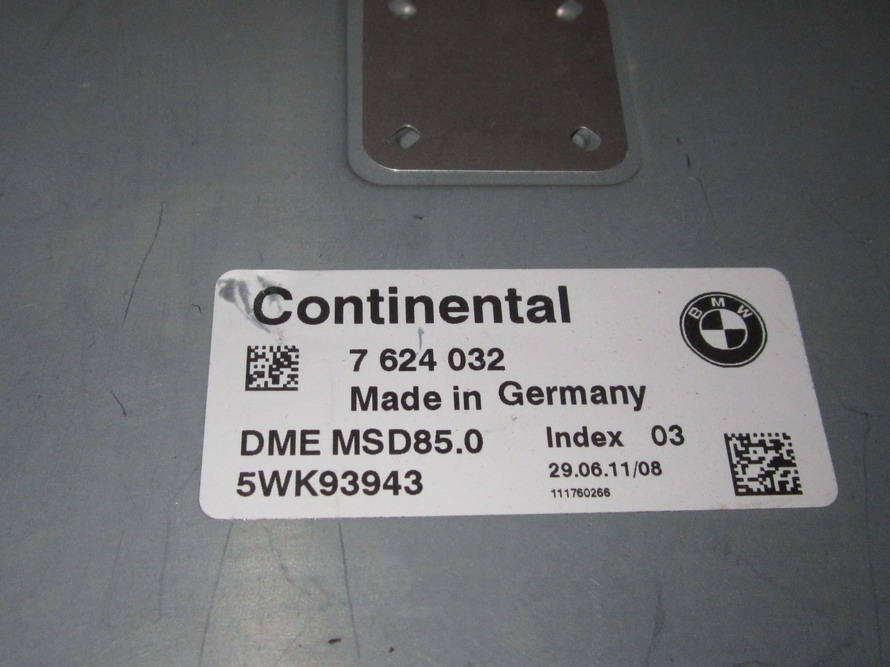 Continental
BMW
7 624 032
Made in Germany
DME MSD85.0 Index 03
5WK93943 29.06.11/08
111760266